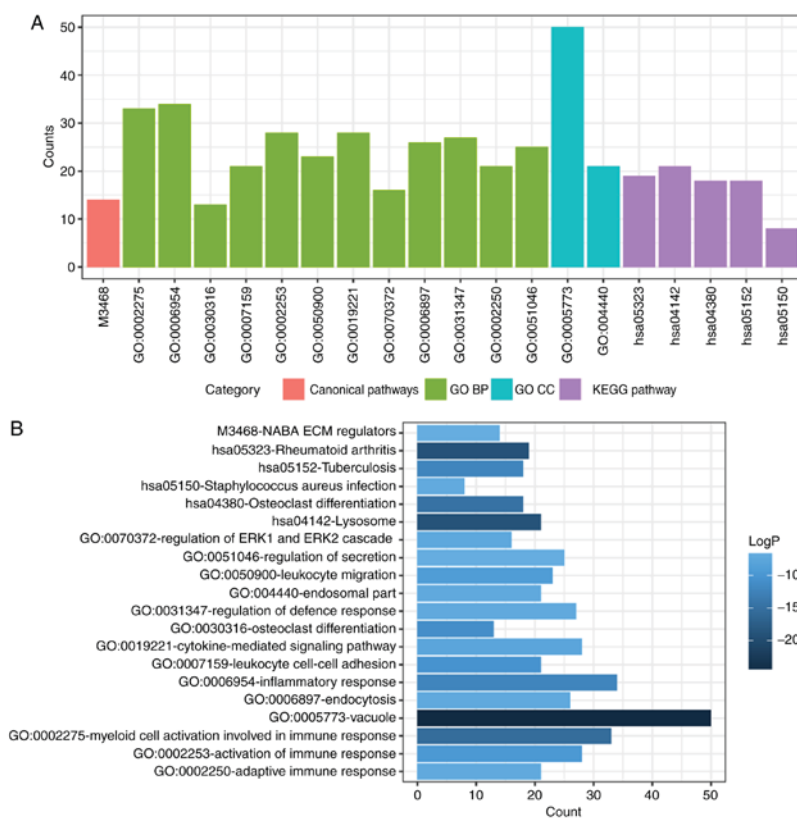 A
50
40
30
20
10
0
Counts
M3468
GO:0002275
GO:0006954
GO:0030316
GO:0007159
GO:0002253
GO:0050900
GO:0019221
GO:0070372
GO:0006897
GO:0031347
GO:0002250
GO:0051046
GO:0005773
GO:004440
hsa05323
hsa04142
hsa04380
hsa05152
hsa05150
Category Canonical pathways GO BP GO CC KEGG pathway
B
M3468-NABA ECM regulators
hsa05323-Rheumatoid arthritis
hsa05152-Tuberculosis
hsa05150-Staphylococcus aureus infection
hsa04380-Osteoclast differentiation
hsa04142-Lysosome
GO:0070372-regulation of ERK1 and ERK2 cascade
GO:0051046-regulation of secretion
GO:0050900-leukocyte migration
GO:004440-endosomal part
GO:0031347-regulation of defence response
GO:0030316-osteoclast differentiation
GO:0019221-cytokine-mediated signaling pathway
GO:0007159-leukocyte cell-cell adhesion
GO:0006954-inflammatory response
GO:0006897-endocytosis
GO:0005773-vacuole
GO:0002275-myeloid cell activation involved in immune response
GO:0002253-activation of immune response
GO:0002250-adaptive immune response
0 10 20 30 40 50
Count
LogP
-10
-15
-20